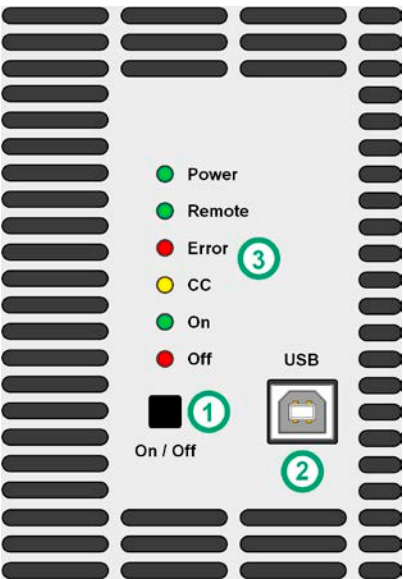 Power
Remote
Error
3
CC
On
Off
USB
1
On / Off
2